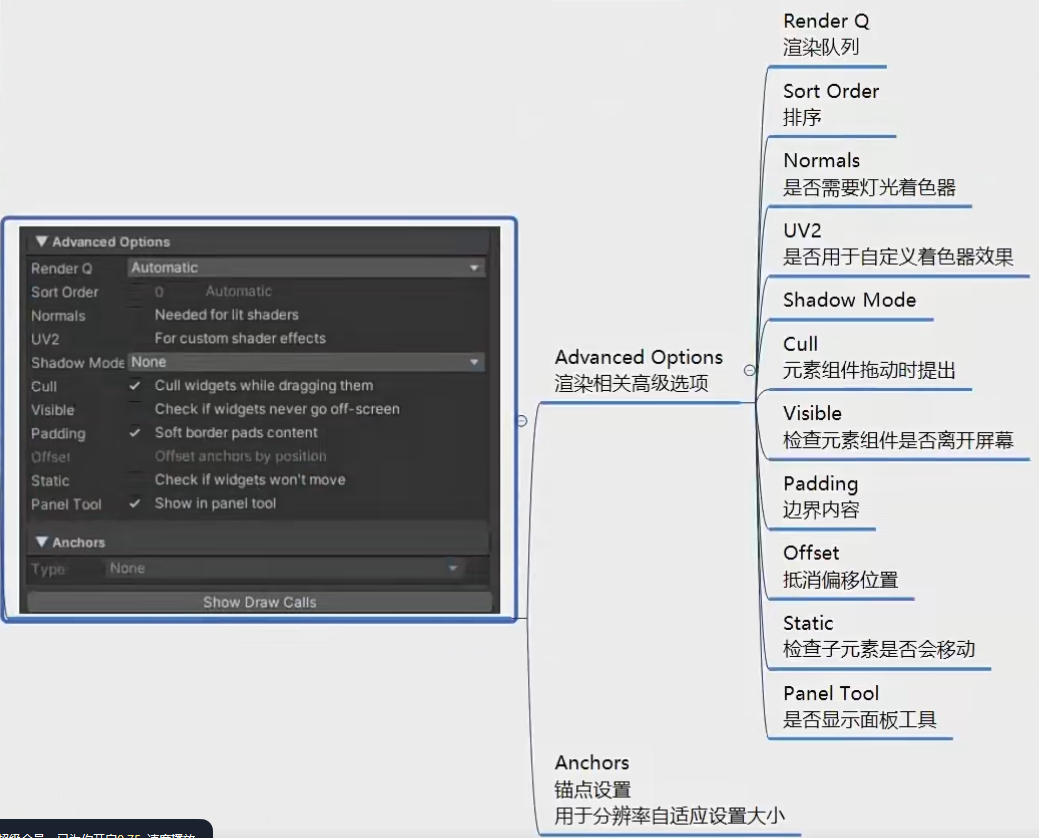 Advanced Options
Render Q Automatic
Sort Order 0 Automatic
Normals Needed for lit shaders
UV2 For custom shader effects
Shadow Mode None
Cull Cull widgets while dragging them
Visible Check if widgets never go off-screen
Padding Soft border pads content
Offset Offset anchors by position
Static Check if widgets won't move
Panel Tool Show in panel tool
Anchors
Type None
Show Draw Calls
Advanced Options
渲染相关高级选项
Render Q
渲染队列
Sort Order
排序
Normals
是否需要灯光着色器
UV2
是否用于自定义着色器效果
Shadow Mode
Cull
元素组件拖动时提出
Visible
检查元素组件是否离开屏幕
Padding
边界内容
Offset
抵消偏移位置
Static
检查子元素是否会移动
Panel Tool
是否显示面板工具
Anchors
锚点设置
用于分辨率自适应设置大小